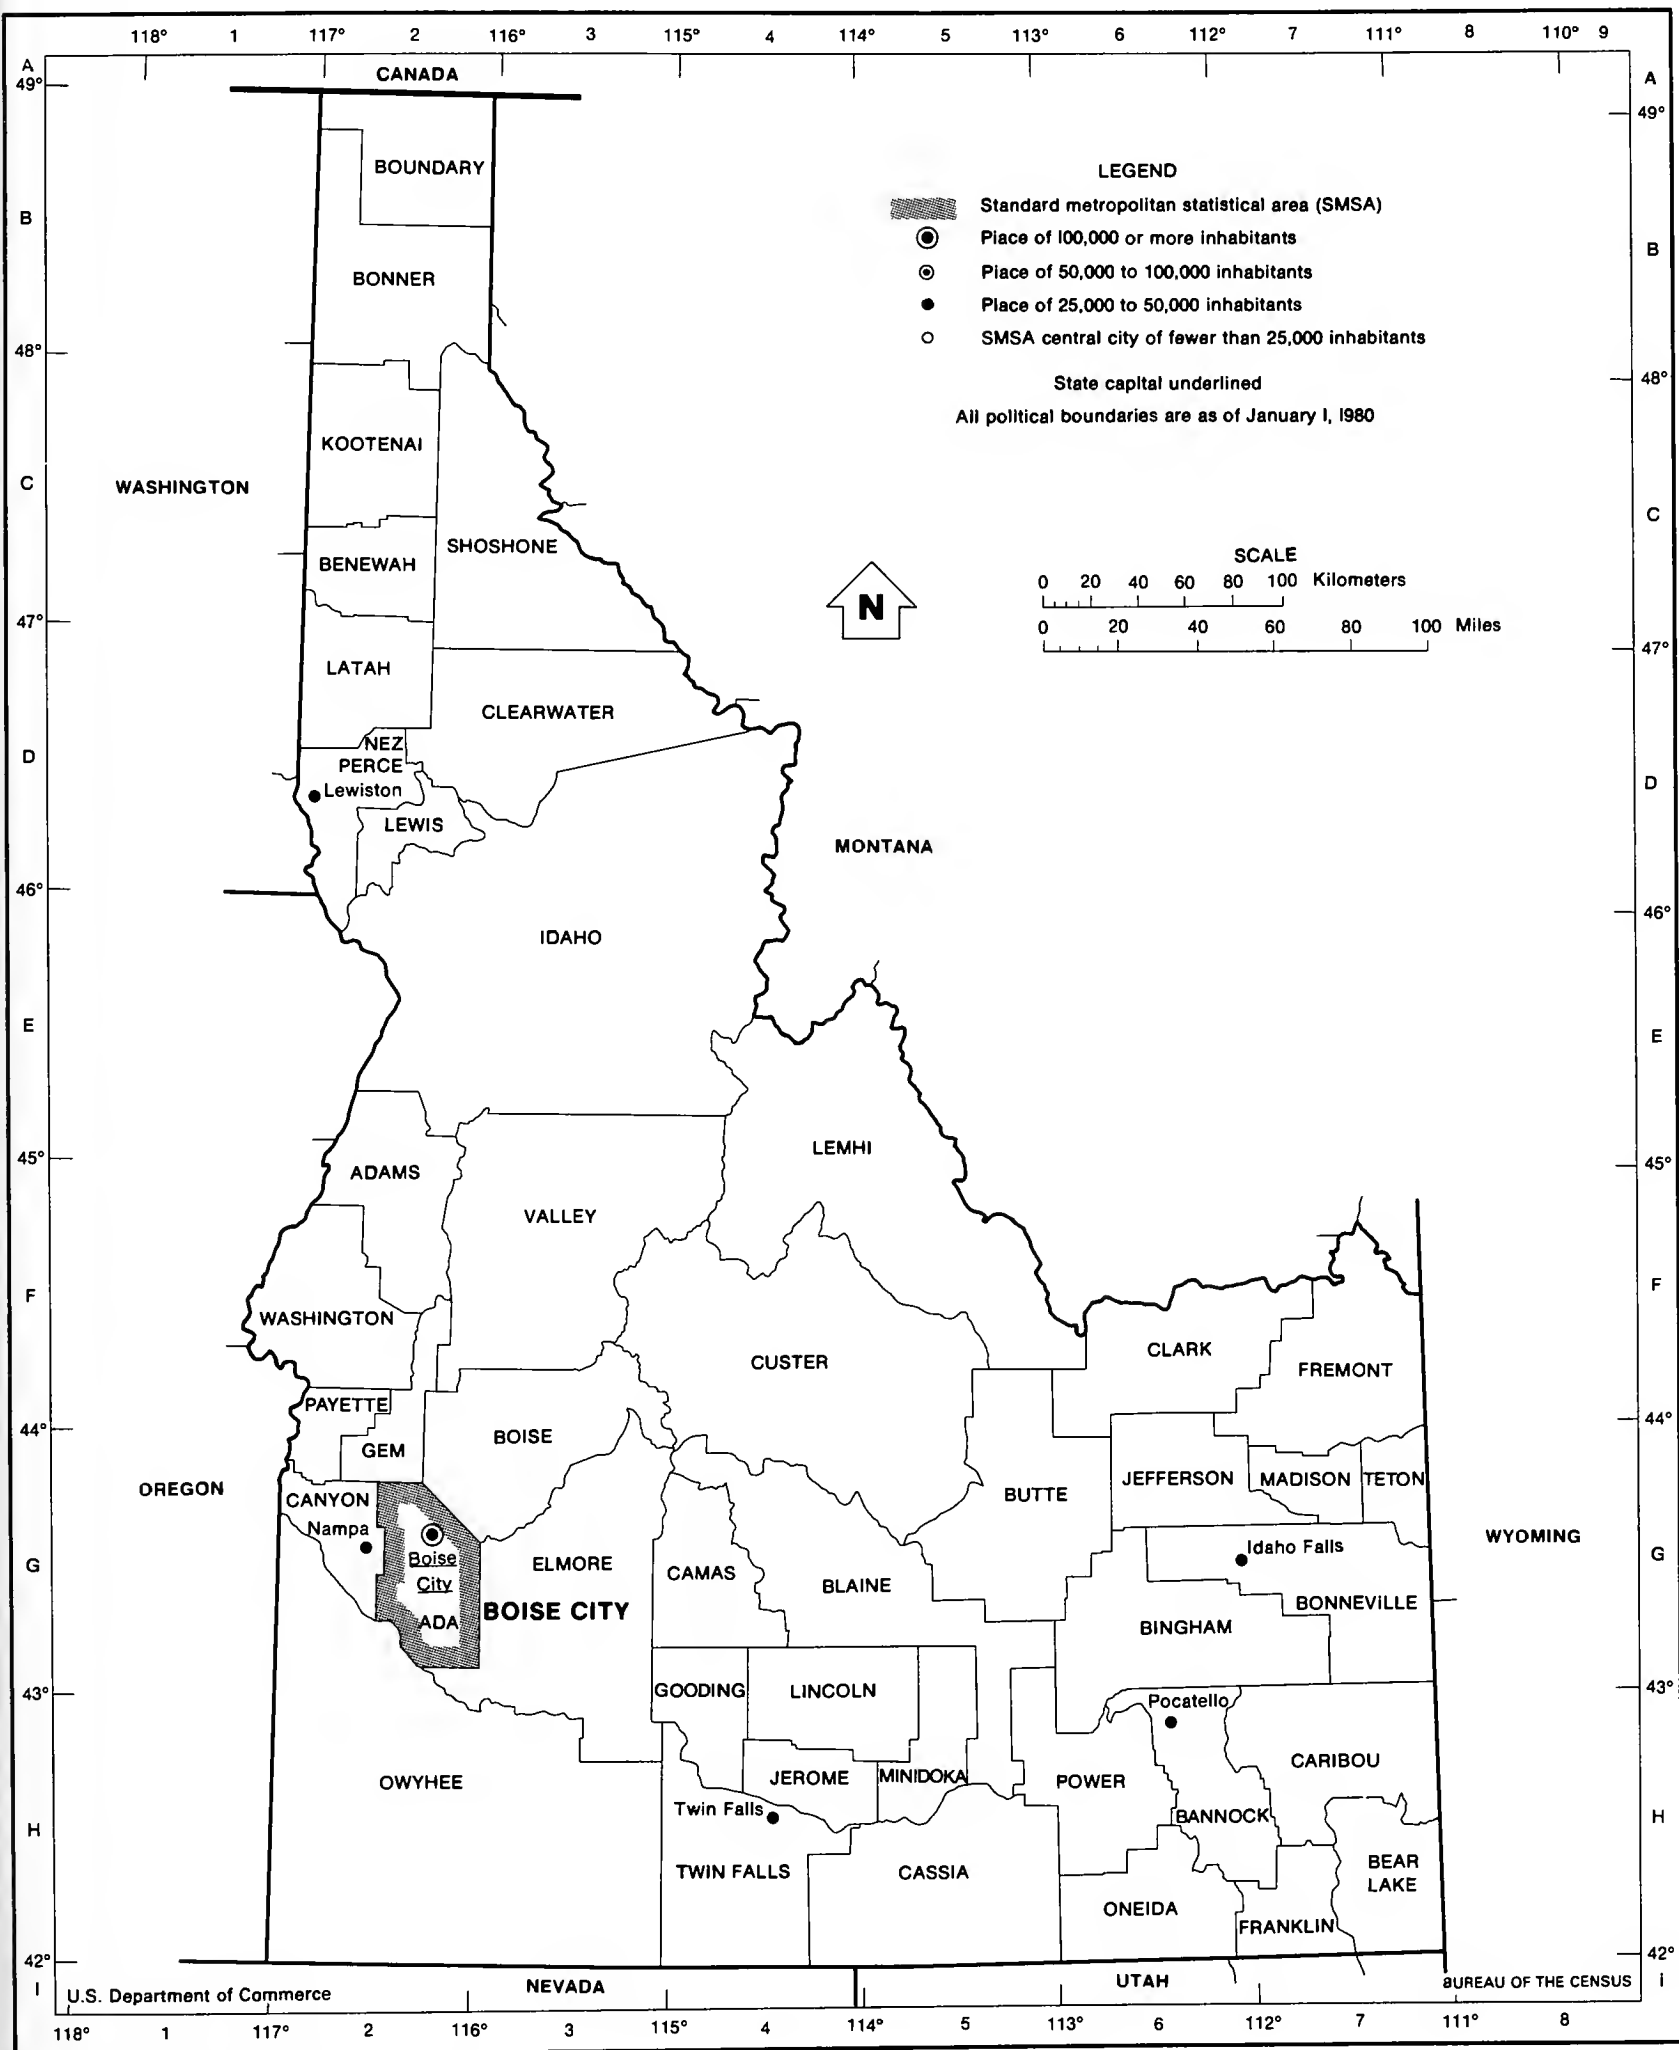 118° 1 117° 2 116° 3 115° 4 114° 5 113° 6 112° 7 111° 8 110° 9
A A
49° 49°
CANADA
BOUNDARY
LEGEND
Standard metropolitan statistical area (SMSA)
Place of 100,000 or more inhabitants
Place of 50,000 to 100,000 inhabitants
Place of 25,000 to 50,000 inhabitants
SMSA central city of fewer than 25,000 inhabitants
State capital underlined
All political boundaries are as of January 1, 1980
B B
BONNER
48° 48°
KOOTENAI
WASHINGTON
C C
SHOSHONE
BENEWAH
SCALE
0 20 40 60 80 100 Kilometers
0 20 40 60 80 100 Miles
N
47° 47°
LATAH
CLEARWATER
NEZ
PERCE
D D
Lewiston
LEWIS
MONTANA
46° 46°
IDAHO
E E
LEMHI
45° 45°
ADAMS
VALLEY
F F
WASHINGTON
CUSTER
CLARK
FREMONT
PAYETTE
44° 44°
GEM
BOISE
OREGON
CANYON
BUTTE
JEFFERSON
MADISON
TETON
Nampa
Boise
City
ADA
ELMORE
BOISE CITY
CAMAS
BLAINE
Idaho Falls
WYOMING
G G
BONNEVILLE
BINGHAM
43° 43°
GOODING
LINCOLN
Pocatello
OWYHEE
JEROME
MINIDOKA
POWER
CARIBOU
Twin Falls
BANNOCK
H H
TWIN FALLS
CASSIA
BEAR
LAKE
ONEIDA
FRANKLIN
42° 42°
I I
U.S. Department of Commerce
NEVADA
UTAH
BUREAU OF THE CENSUS
118° 1 117° 2 116° 3 115° 4 114° 5 113° 6 112° 7 111° 8